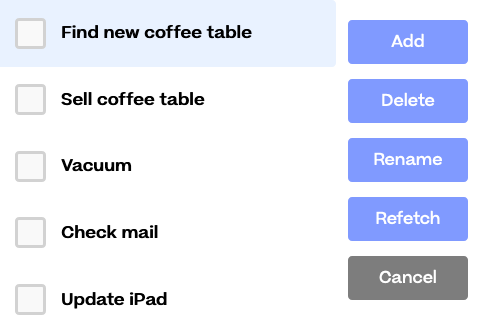 Find new coffee table
Sell coffee table
Vacuum
Check mail
Update iPad
Add
Delete
Rename
Refetch
Cancel